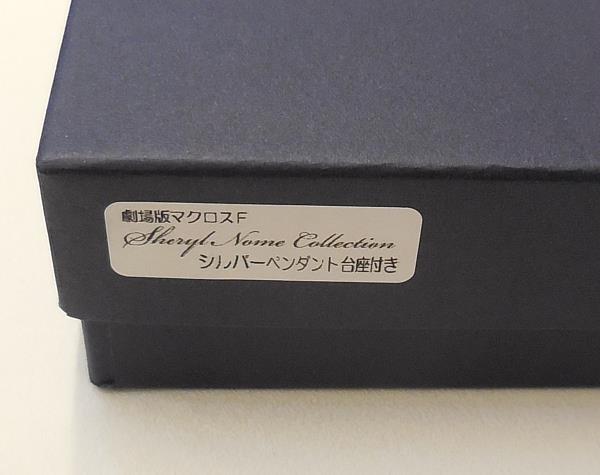 劇場版マクロスF
Sheryl Nome Collection
シルバーペンダント台座付き